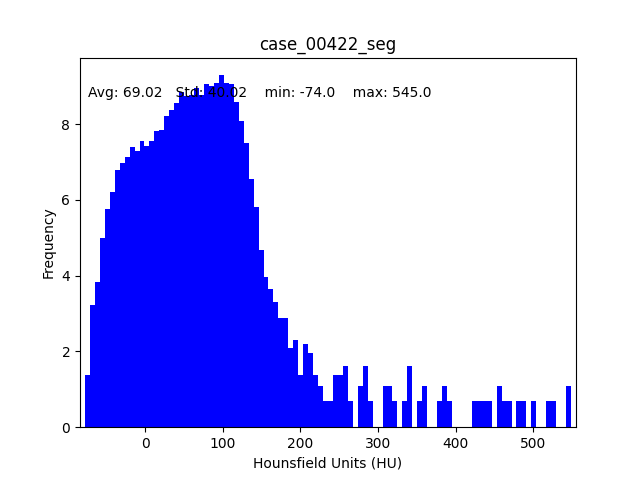 case_00422_seg
Avg: 69.02 Std: 40.02 min: -74.0 max: 545.0
8
6
4
2
0
Frequency
0 100 200 300 400 500
Hounsfield Units (HU)